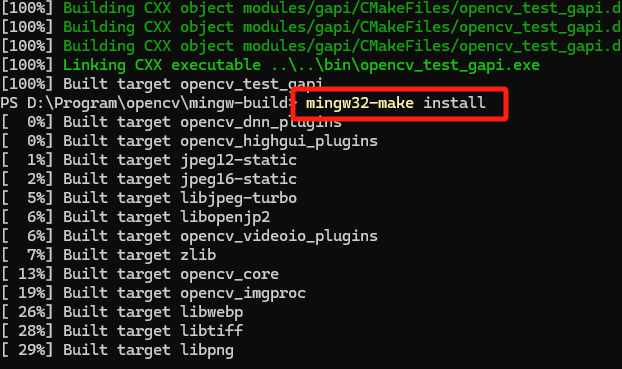 [100%] Building CXX object modules/gapi/CMakeFiles/opencv_test_gapi.d
[100%] Building CXX object modules/gapi/CMakeFiles/opencv_test_gapi.d
[100%] Building CXX object modules/gapi/CMakeFiles/opencv_test_gapi.d
[100%] Linking CXX executable ..\..\bin\opencv_test_gapi.exe
[100%] Built target opencv_test_gapi
PS D:\Program\opencv\mingw-build> mingw32-make install
[  0%] Built target opencv_dnn_plugins
[  0%] Built target opencv_highgui_plugins
[  1%] Built target jpeg12-static
[  2%] Built target jpeg16-static
[  5%] Built target libjpeg-turbo
[  6%] Built target libopenjp2
[  6%] Built target opencv_videoio_plugins
[  7%] Built target zlib
[ 13%] Built target opencv_core
[ 19%] Built target opencv_imgproc
[ 26%] Built target libwebp
[ 28%] Built target libtiff
[ 29%] Built target libpng